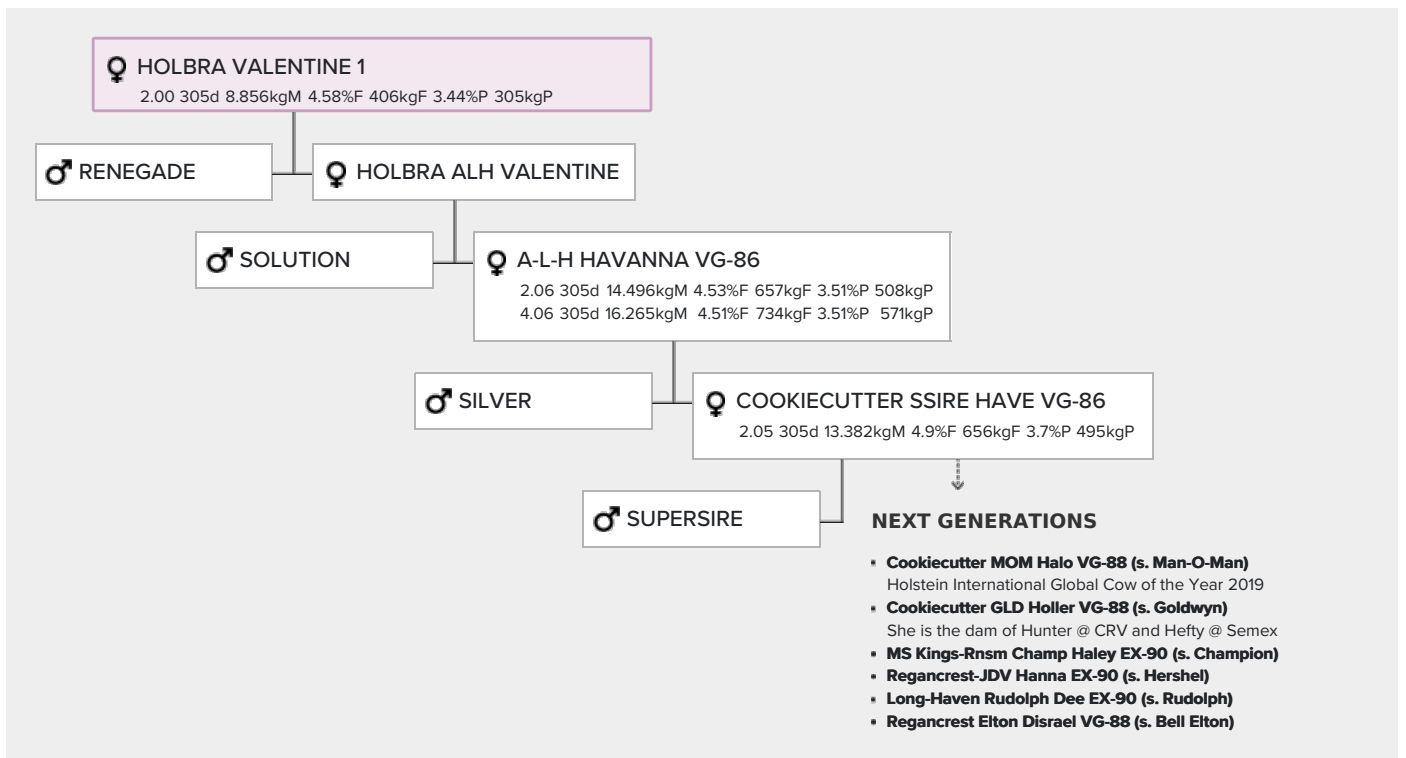 HOLBRA VALENTINE 1
2.00 305d 8.856kgM 4.58%F 406kgF 3.44%P 305kgP
RENEGADE
HOLBRA ALH VALENTINE
SOLUTION
A-L-H HAVANNA VG-86
2.06 305d 14.496kgM 4.53%F 657kgF 3.51%P 508kgP
4.06 305d 16.265kgM 4.51%F 734kgF 3.51%P 571kgP
SILVER
COOKIECUTTER SSIRE HAVE VG-86
2.05 305d 13.382kgM 4.9%F 656kgF 3.7%P 495kgP
SUPERSIRE
NEXT GENERATIONS
Cookiecutter MOM Halo VG-88 (s. Man-O-Man)
Holstein International Global Cow of the Year 2019
Cookiecutter GLD Holler VG-88 (s. Goldwyn)
She is the dam of Hunter @ CRV and Hefty @ Semex
MS Kings-Rnsm Champ Haley EX-90 (s. Champion)
Regancrest-JDV Hanna EX-90 (s. Hershel)
Long-Haven Rudolph Dee EX-90 (s. Rudolph)
Regancrest Elton Disrael VG-88 (s. Bell Elton)